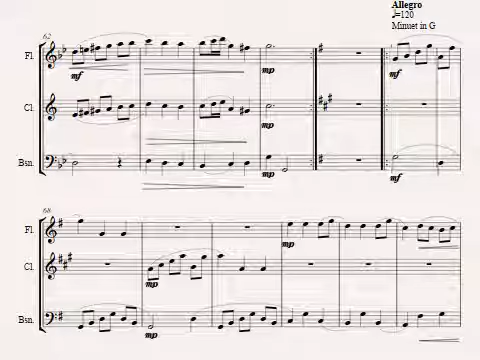 Allegro
♩=120
Minuet in G
62
Fl.
mf
mp
mf
Cl.
mp
Bsn.
mp
mf
68
Fl.
mp
Cl.
mp
Bsn.
mp